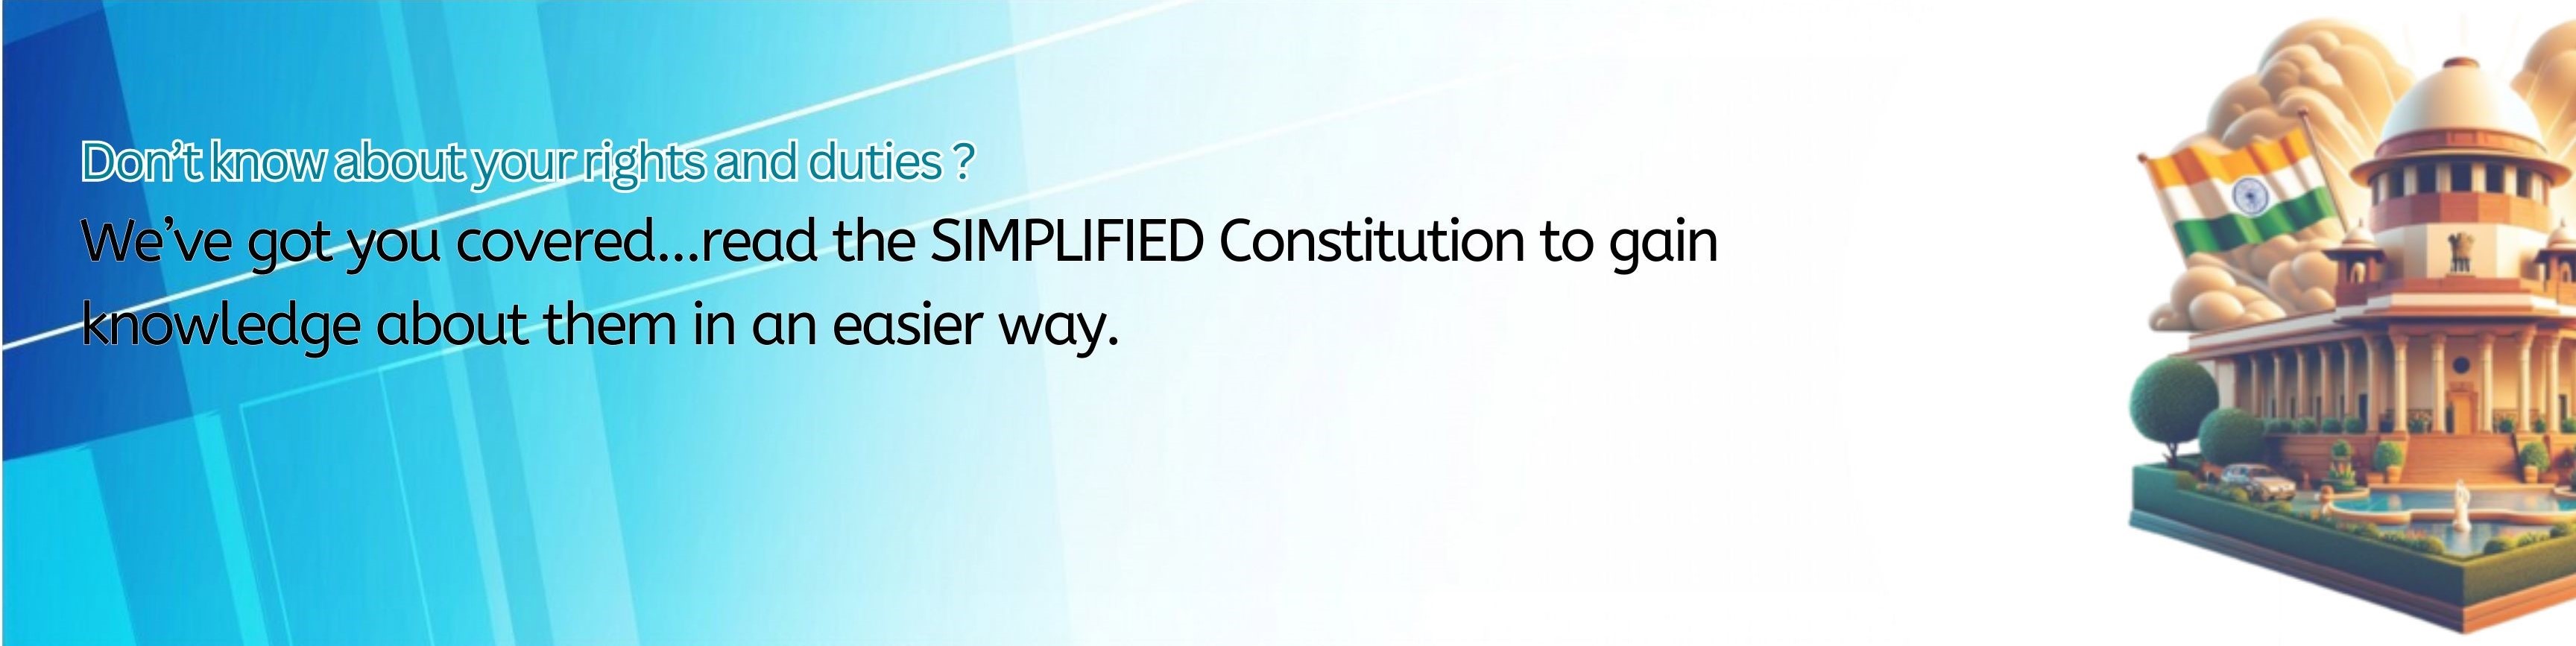 Don't know about your rights and duties ?
We've got you covered...read the SIMPLIFIED Constitution to gain
knowledge about them in an easier way.